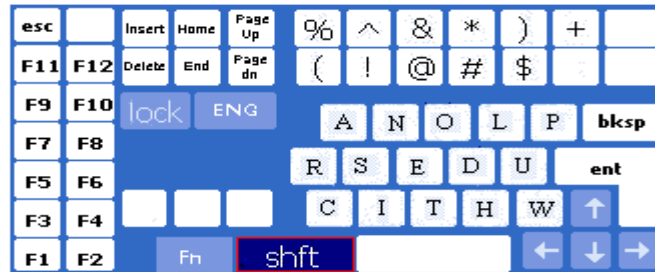 esc Insert Home Page Up % ^ & * ) +
F11 F12 Delete End Page dn ( ! @ # $
F9 F10 lock ENG A N O L P bksp
F7 F8 R S E D U ent
F5 F6
F3 F4 C I T H W ↑
F1 F2 Fn shft ← ↓ →